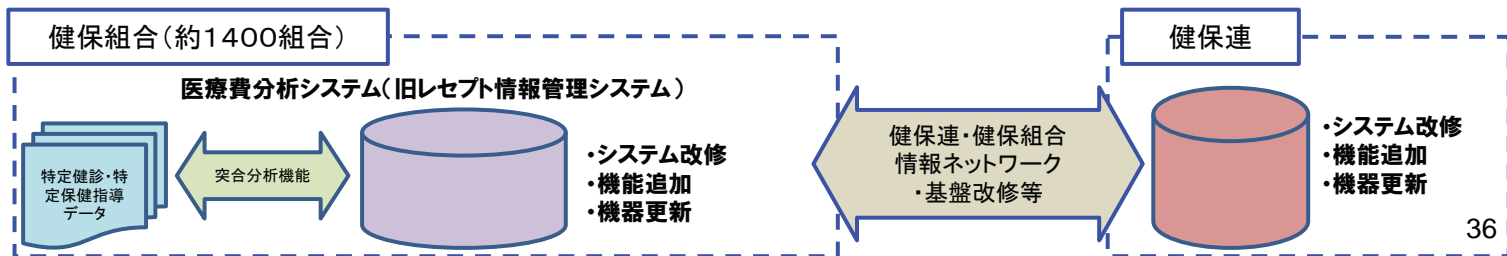 健保組合（約1400組合）
医療費分析システム（旧レセプト情報管理システム）
特定健診・特
定保健指導
データ
突合分析機能
・システム改修
・機能追加
・機器更新
健保連・健保組合
情報ネットワーク
・基盤改修等
健保連
・システム改修
・機能追加
・機器更新
36